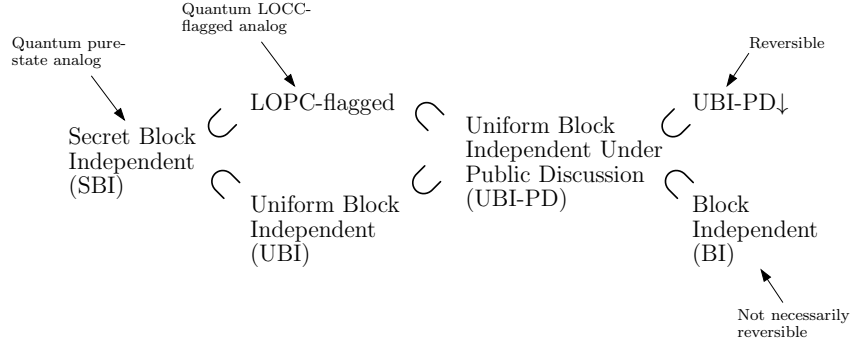 Quantum LOCC-
flagged analog
Quantum pure-
state analog
Reversible
LOPC-flagged
UBI-PD↓
Secret Block
Independent
(SBI)
Uniform Block
Independent Under
Public Discussion
(UBI-PD)
Uniform Block
Independent
(UBI)
Block
Independent
(BI)
Not necessarily
reversible